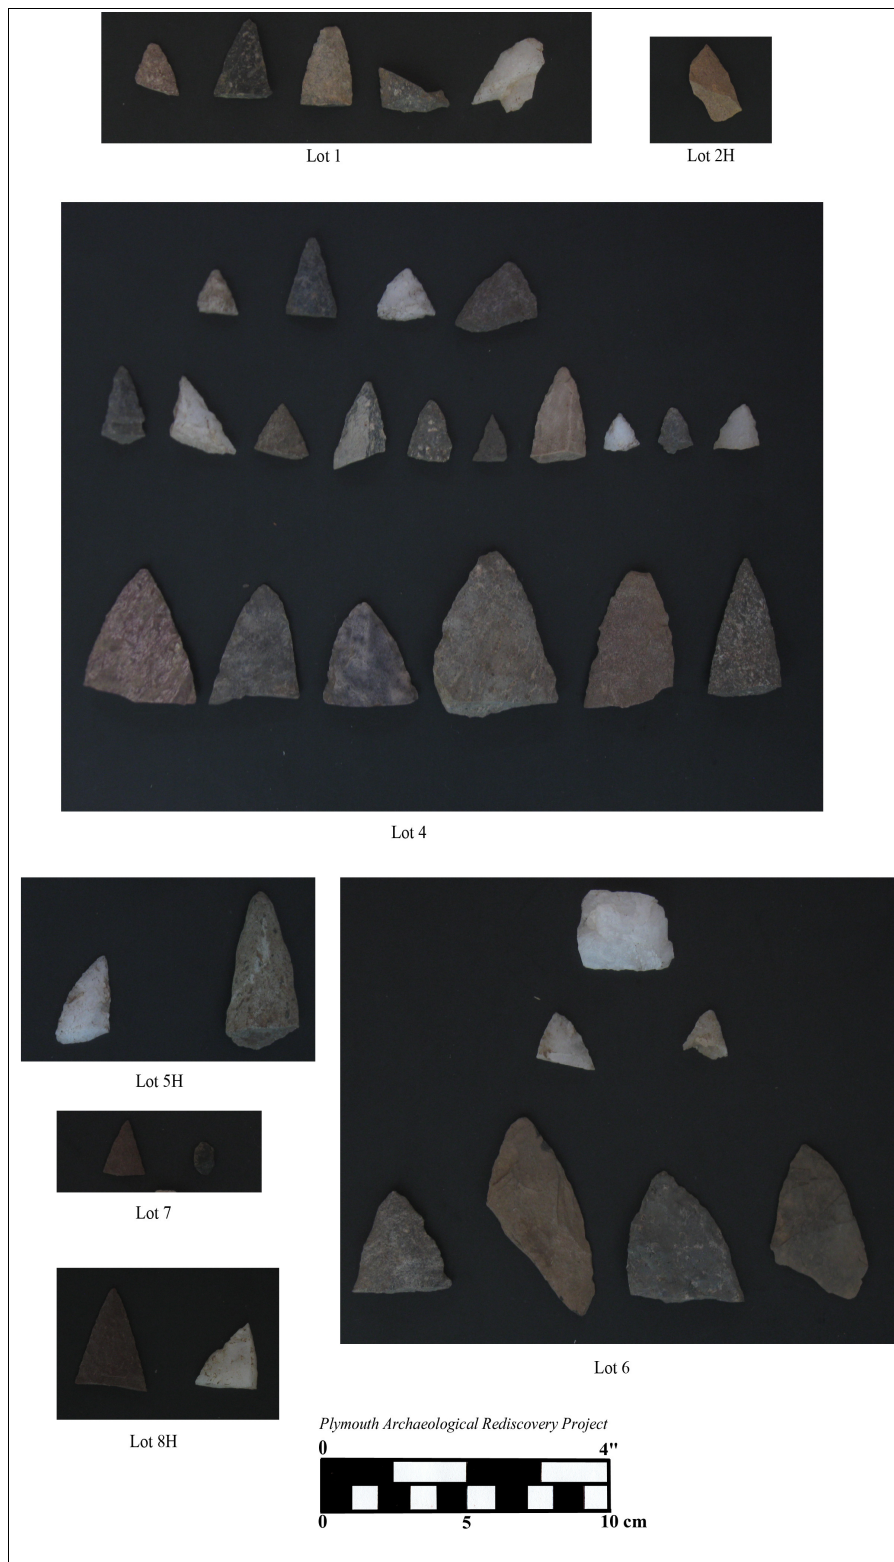 Lot 1
Lot 2H
Lot 4
Lot 5H
Lot 7
Lot 6
Lot 8H
Plymouth Archaeological Rediscovery Project
0 4"
0 5 10 cm